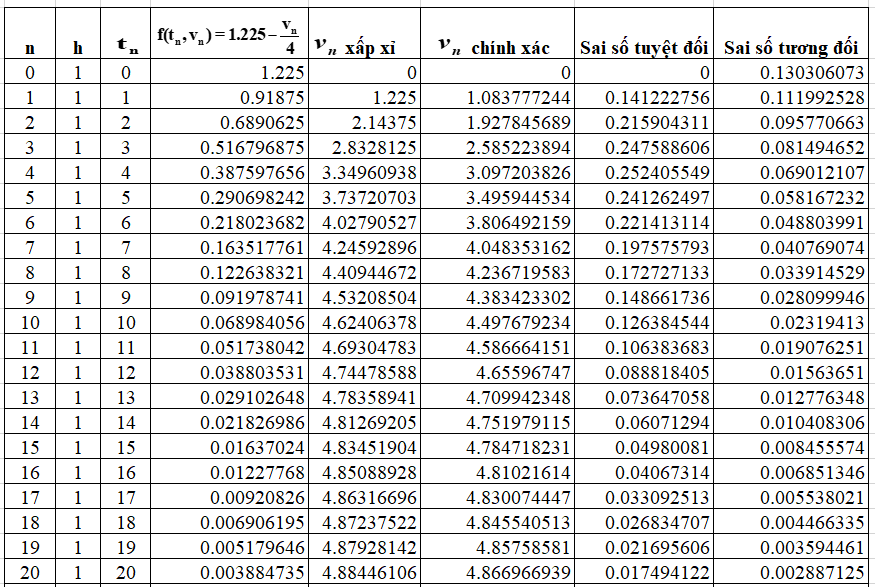 n h tₙ f(tₙ,vₙ)=1.225−vₙ/4 vₙ xấp xỉ vₙ chính xác Sai số tuyệt đối Sai số tương đối
0 1 0 1.225 0 0 0 0.130306073
1 1 1 0.91875 1.225 1.083777244 0.141222756 0.111992528
2 1 2 0.6890625 2.14375 1.927845689 0.215904311 0.095770663
3 1 3 0.516796875 2.8328125 2.585223894 0.247588606 0.081494652
4 1 4 0.387597656 3.34960938 3.097203826 0.252405549 0.069012107
5 1 5 0.290698242 3.73720703 3.495944534 0.241262497 0.058167232
6 1 6 0.218023682 4.02790527 3.806492159 0.221413114 0.048803991
7 1 7 0.163517761 4.24592896 4.048353162 0.197575793 0.040769074
8 1 8 0.122638321 4.40944672 4.236719583 0.172727133 0.033914529
9 1 9 0.091978741 4.53208504 4.383423302 0.148661736 0.028099946
10 1 10 0.068984056 4.62406378 4.497679234 0.126384544 0.02319413
11 1 11 0.051738042 4.69304783 4.586664151 0.106383683 0.019076251
12 1 12 0.038803531 4.74478588 4.65596747 0.088818405 0.01563651
13 1 13 0.029102648 4.78358941 4.709942348 0.073647058 0.012776348
14 1 14 0.021826986 4.81269205 4.751979115 0.06071294 0.010408306
15 1 15 0.01637024 4.83451904 4.784718231 0.04980081 0.008455574
16 1 16 0.01227768 4.85088928 4.81021614 0.04067314 0.006851346
17 1 17 0.00920826 4.86316696 4.830074447 0.033092513 0.005538021
18 1 18 0.006906195 4.87237522 4.845540513 0.026834707 0.004466335
19 1 19 0.005179646 4.87928142 4.85758581 0.021695606 0.003594461
20 1 20 0.003884735 4.88446106 4.866966939 0.017494122 0.002887125